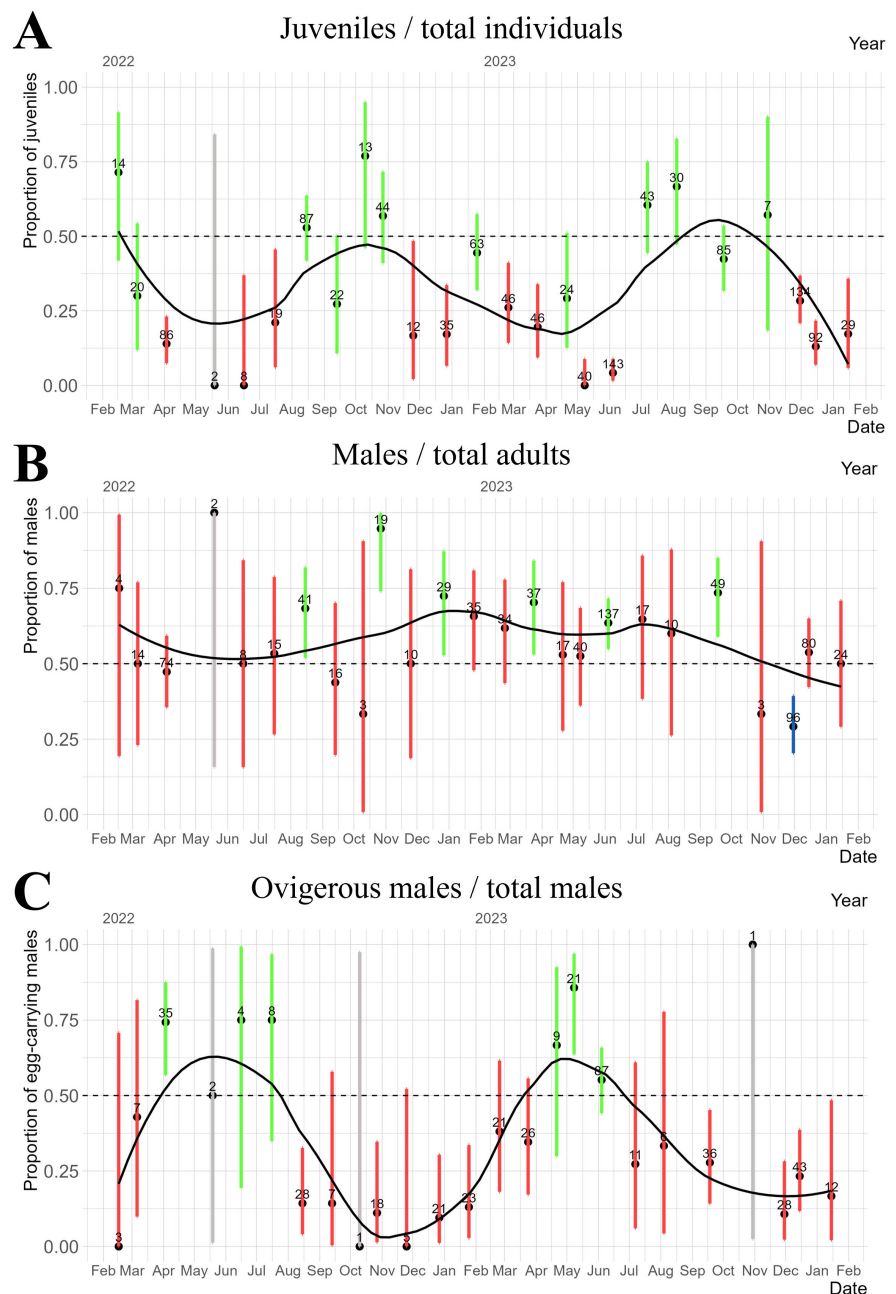 A
Juveniles / total individuals
Year
2022 2023
Proportion of juveniles
1.00
0.75
0.50
0.25
0.00
14 20 86 2 8 19 87 22 13 44 12 35 63 46 46 24 40 143 43 30 85 7 134 92 29
Feb Mar Apr May Jun Jul Aug Sep Oct Nov Dec Jan Feb Mar Apr May Jun Jul Aug Sep Oct Nov Dec Jan Feb
Date
B
Males / total adults
Year
2022 2023
Proportion of males
1.00
0.75
0.50
0.25
0.00
4 14 74 2 8 15 41 16 3 19 10 29 35 34 37 17 40 137 17 10 49 3 96 80 24
Feb Mar Apr May Jun Jul Aug Sep Oct Nov Dec Jan Feb Mar Apr May Jun Jul Aug Sep Oct Nov Dec Jan Feb
Date
C
Ovigerous males / total males
Year
2022 2023
Proportion of egg-carrying males
1.00
0.75
0.50
0.25
0.00
3 7 35 2 4 8 28 7 1 18 5 21 23 21 26 9 21 87 11 6 36 1 28 43 12
Feb Mar Apr May Jun Jul Aug Sep Oct Nov Dec Jan Feb Mar Apr May Jun Jul Aug Sep Oct Nov Dec Jan Feb
Date